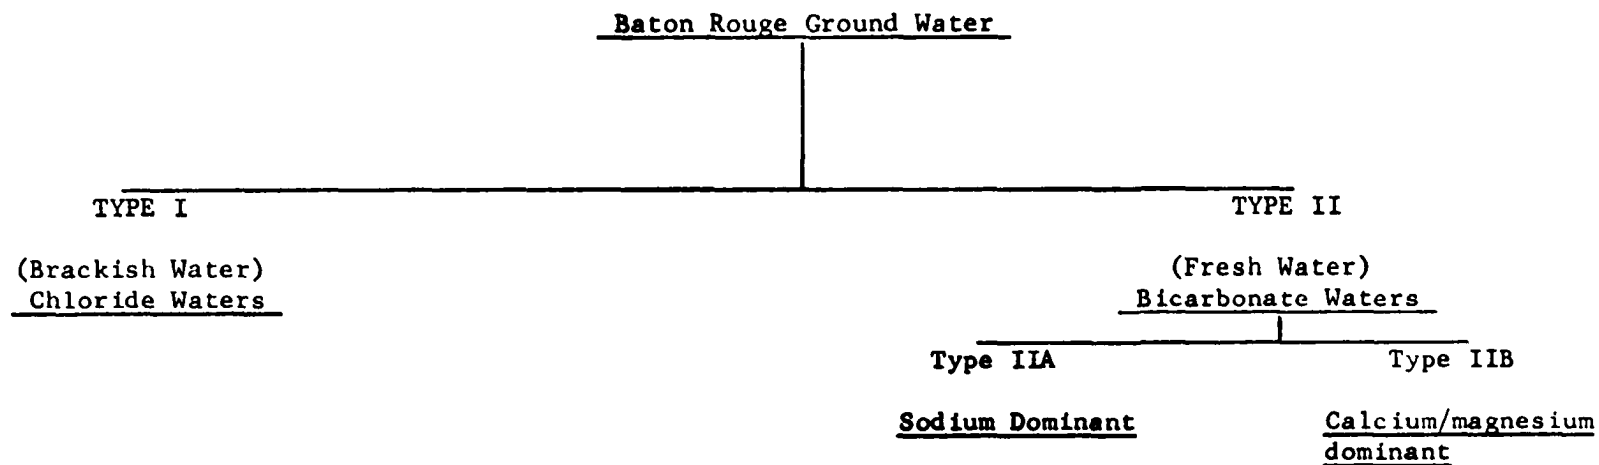 Baton Rouge Ground Water
TYPE I
TYPE II
(Brackish Water)
Chloride Waters
(Fresh Water)
Bicarbonate Waters
Type IIA
Type IIB
Sodium Dominant
Calcium/magnesium
dominant